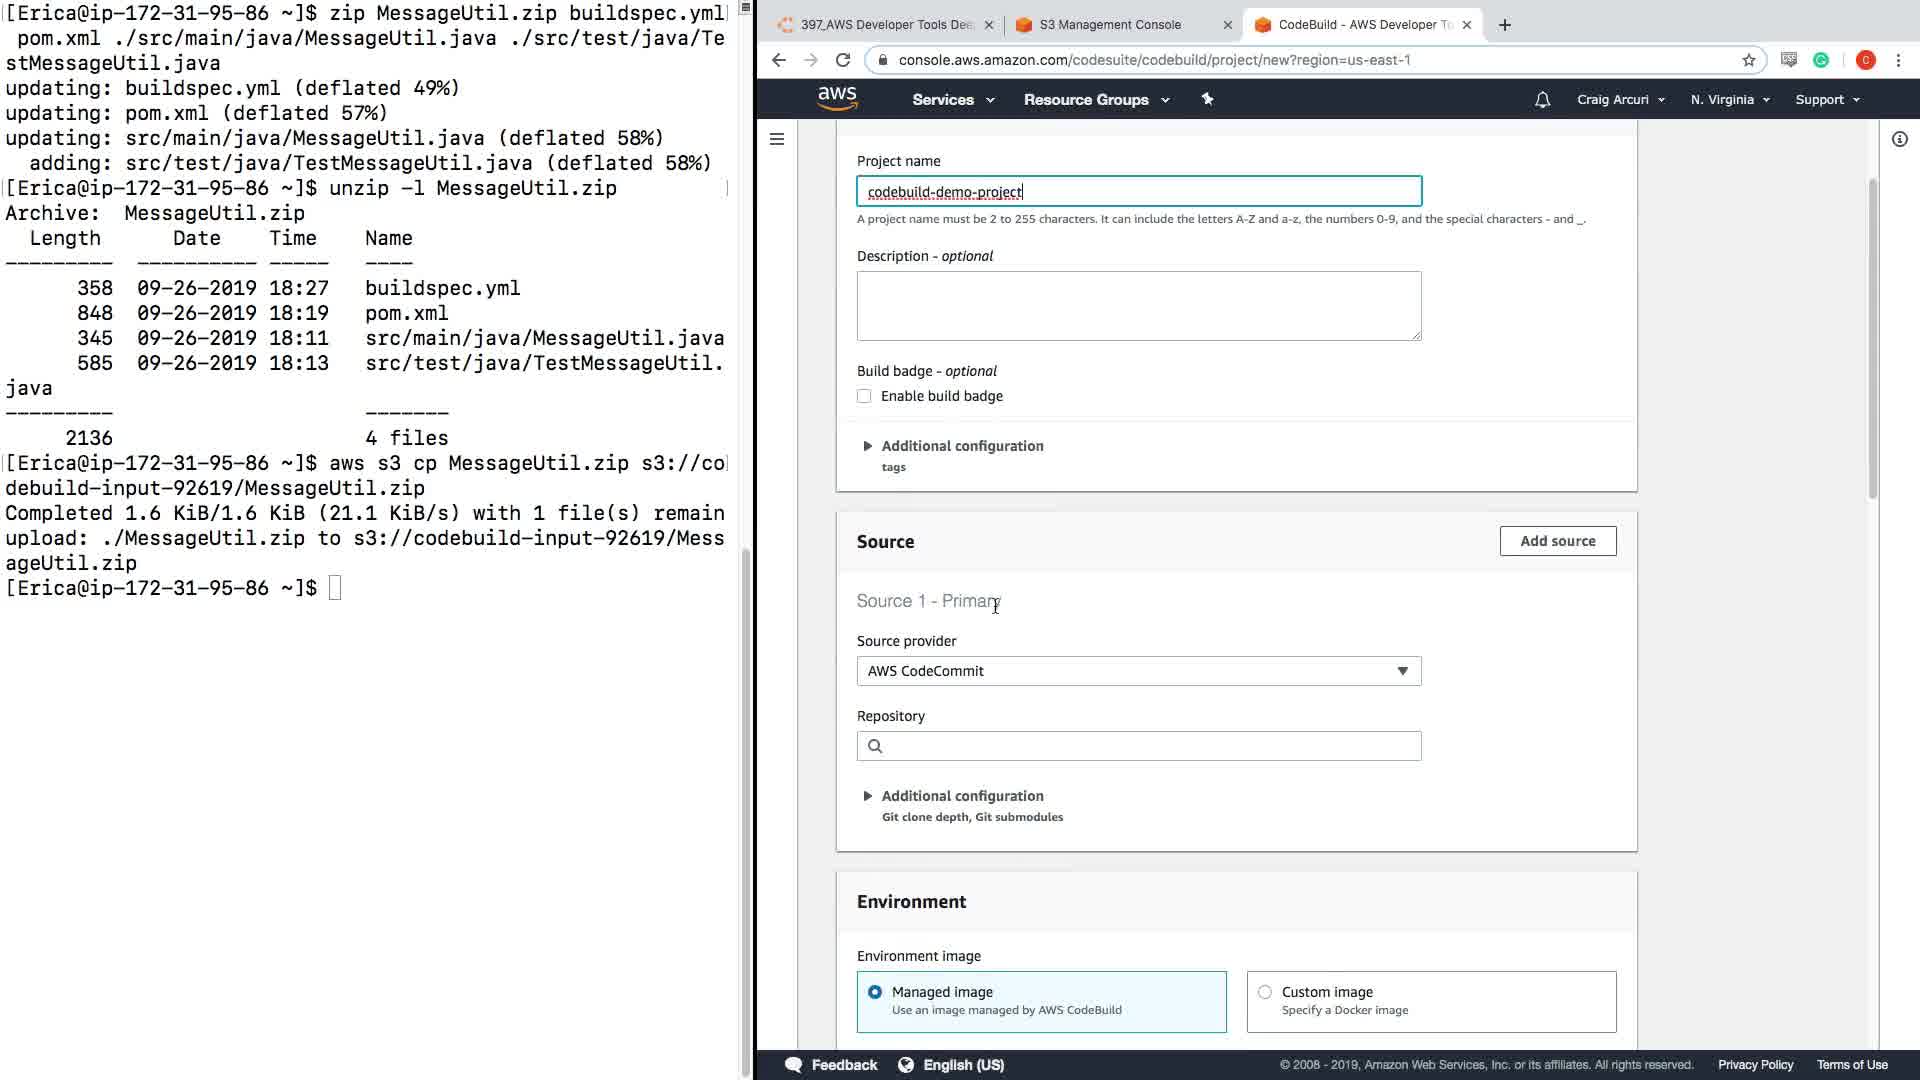 [Erica@ip-172-31-95-86 ~]$ zip MessageUtil.zip buildspec.yml
pom.xml ./src/main/java/MessageUtil.java ./src/test/java/Te
stMessageUtil.java
updating: buildspec.yml (deflated 49%)
updating: pom.xml (deflated 57%)
updating: src/main/java/MessageUtil.java (deflated 58%)
adding: src/test/java/TestMessageUtil.java (deflated 58%)
[Erica@ip-172-31-95-86 ~]$ unzip -l MessageUtil.zip
Archive:  MessageUtil.zip
Length Date Time Name
--------- ---------- ----- ----
358 09-26-2019 18:27 buildspec.yml
848 09-26-2019 18:19 pom.xml
345 09-26-2019 18:11 src/main/java/MessageUtil.java
585 09-26-2019 18:13 src/test/java/TestMessageUtil.
java
--------- -------
2136 4 files
[Erica@ip-172-31-95-86 ~]$ aws s3 cp MessageUtil.zip s3://co
debuild-input-92619/MessageUtil.zip
Completed 1.6 KiB/1.6 KiB (21.1 KiB/s) with 1 file(s) remain
upload: ./MessageUtil.zip to s3://codebuild-input-92619/Mess
ageUtil.zip
[Erica@ip-172-31-95-86 ~]$
397_AWS Developer Tools Dee
S3 Management Console
CodeBuild - AWS Developer To
console.aws.amazon.com/codesuite/codebuild/project/new?region=us-east-1
C
aws
Services
Resource Groups
Craig Arcuri
N. Virginia
Support
Project name
codebuild-demo-project
A project name must be 2 to 255 characters. It can include the letters A-Z and a-z, the numbers 0-9, and the special characters - and _.
Description - optional
Build badge - optional
Enable build badge
Additional configuration
tags
Source
Add source
Source 1 - Primary
Source provider
AWS CodeCommit
Repository
Additional configuration
Git clone depth, Git submodules
Environment
Environment image
Managed image
Use an image managed by AWS CodeBuild
Custom image
Specify a Docker image
Feedback
English (US)
© 2008 - 2019, Amazon Web Services, Inc. or its affiliates. All rights reserved.
Privacy Policy
Terms of Use